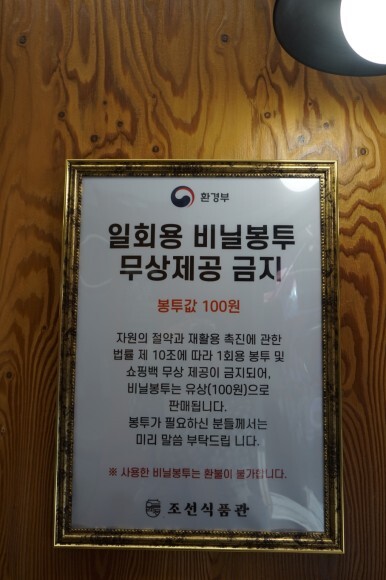 환경부
일회용 비닐봉투
무상제공 금지
봉투값 100원
자원의 절약과 재활용 촉진에 관한
법률 제 10조에 따라 1회용 봉투 및
쇼핑백 무상 제공이 금지되어,
비닐봉투는 유상(100원)으로
판매됩니다.
봉투가 필요하신 분들께서는
미리 말씀 부탁드립 니다.
※ 사용한 비닐봉투는 환불이 불가합니다.
조선식품관